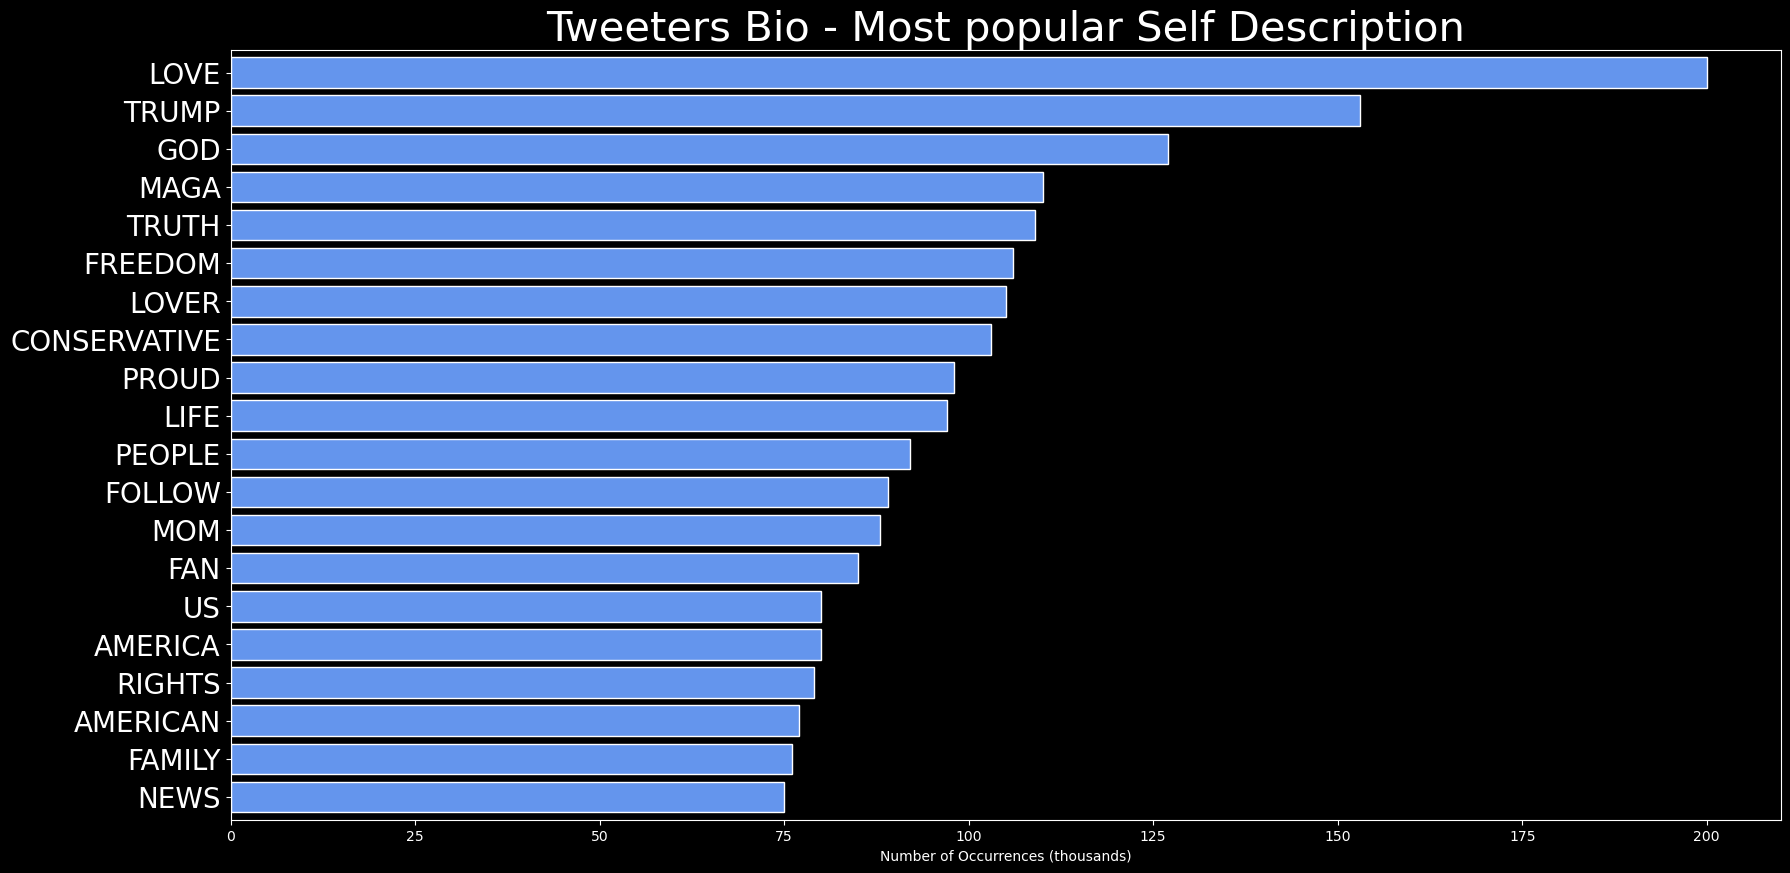 Tweeters Bio - Most popular Self Description
LOVE
TRUMP
GOD
MAGA
TRUTH
FREEDOM
LOVER
CONSERVATIVE
PROUD
LIFE
PEOPLE
FOLLOW
MOM
FAN
US
AMERICA
RIGHTS
AMERICAN
FAMILY
NEWS
0 25 50 75 100 125 150 175 200
Number of Occurrences (thousands)